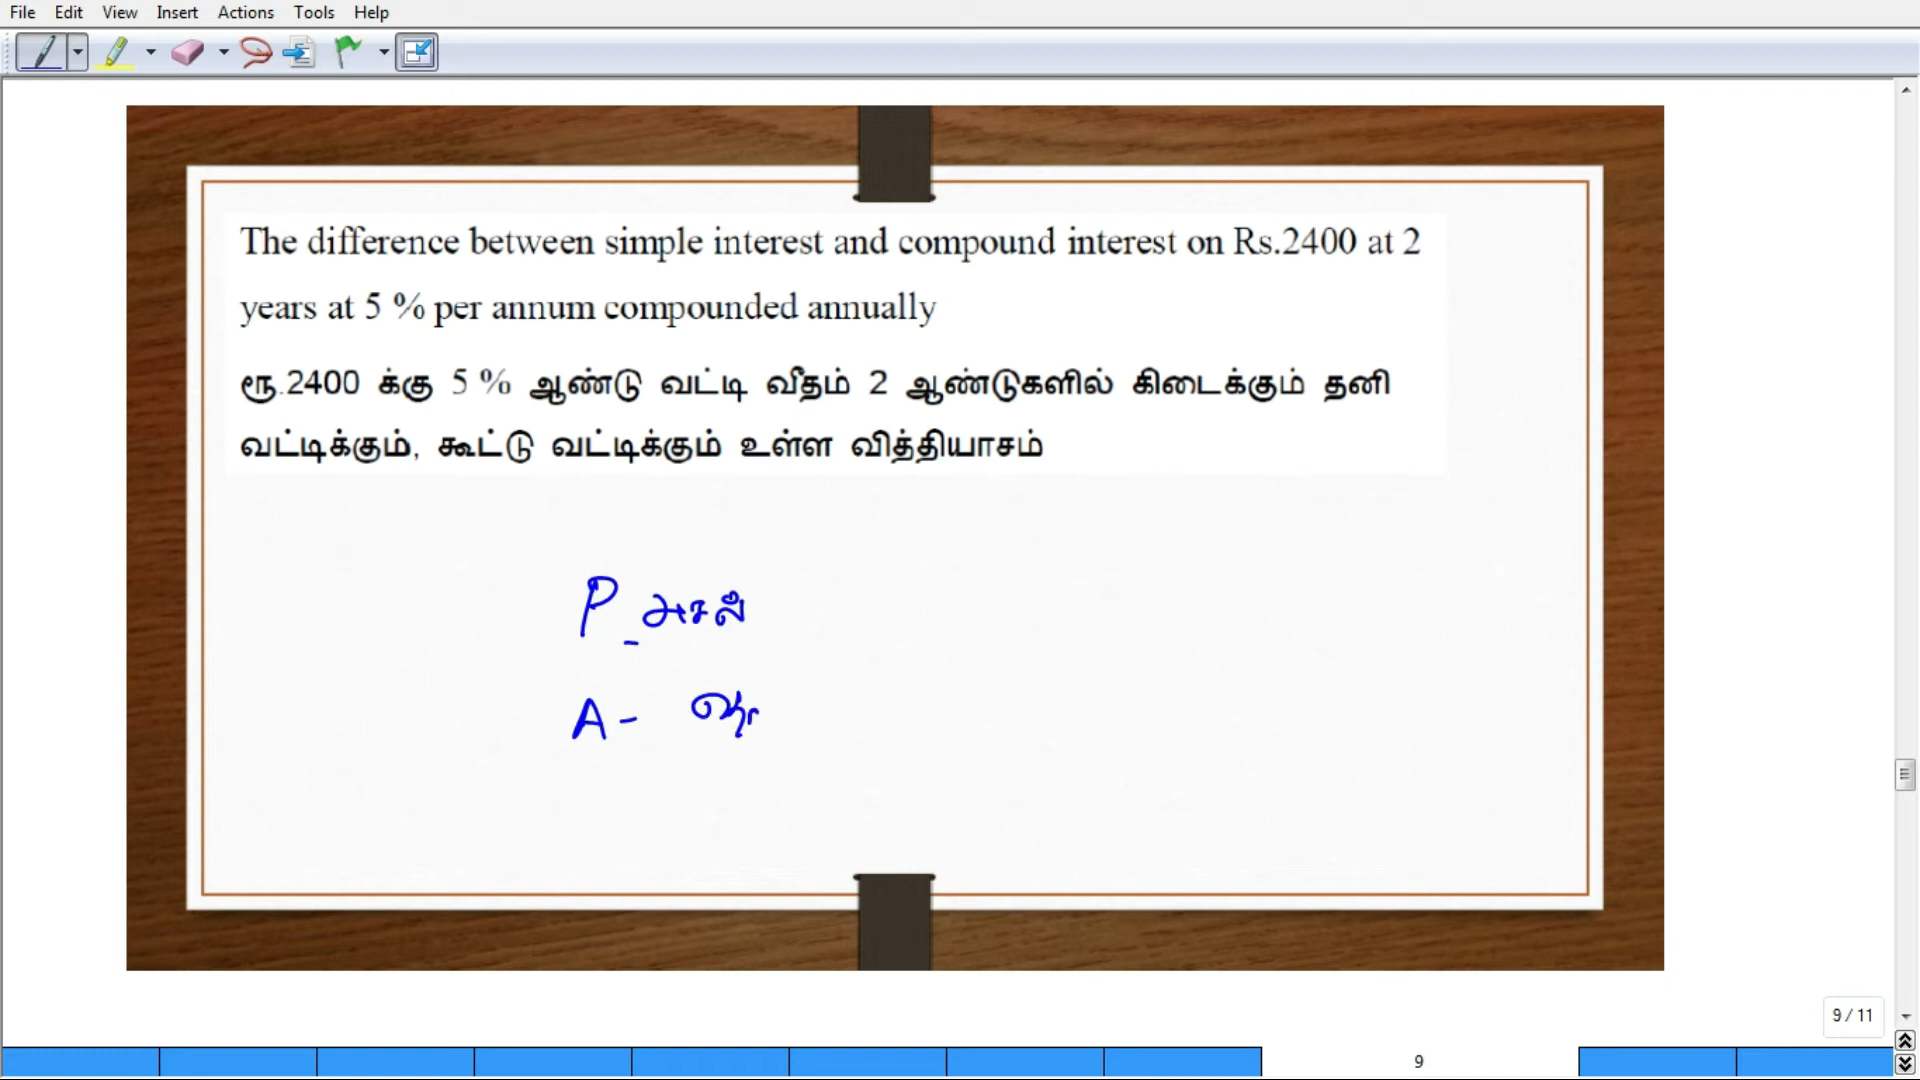 File Edit View Insert Actions Tools Help
The difference between simple interest and compound interest on Rs.2400 at 2
years at 5 % per annum compounded annually
ரூ.2400 க்கு 5 % ஆண்டு வட்டி வீதம் 2 ஆண்டுகளில் கிடைக்கும் தனி
வட்டிக்கும், கூட்டு வட்டிக்கும் உள்ள வித்தியாசம்
P - அசல்
A -
9 / 11
9